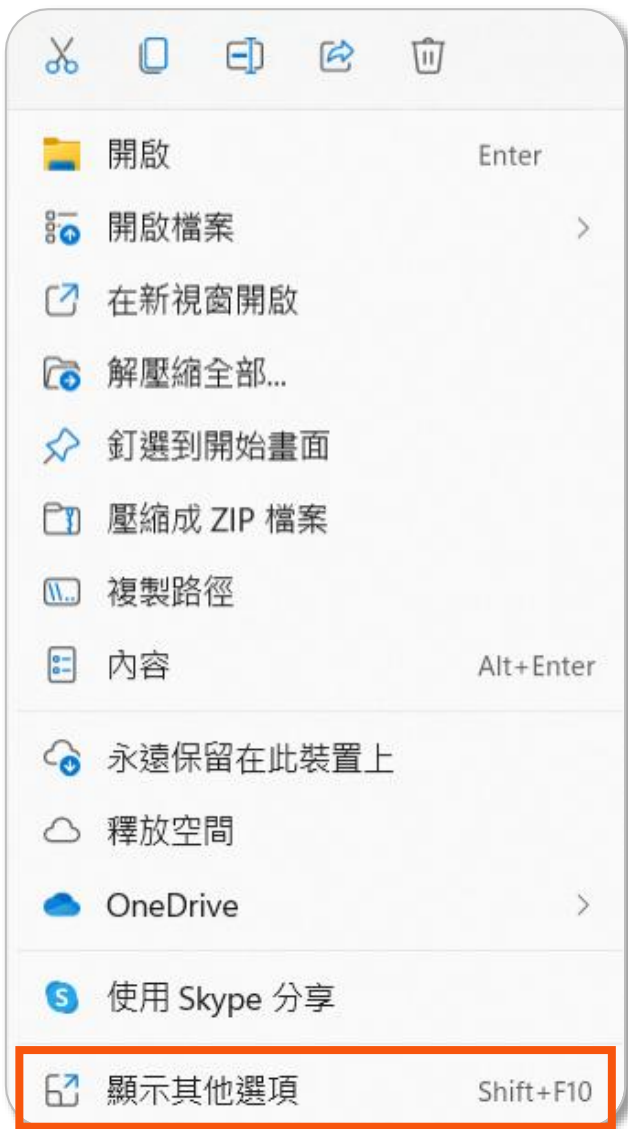 開啟 Enter
開啟檔案
在新視窗開啟
解壓縮全部...
釘選到開始畫面
壓縮成 ZIP 檔案
複製路徑
內容 Alt+Enter
永遠保留在此裝置上
釋放空間
OneDrive
使用 Skype 分享
顯示其他選項 Shift+F10